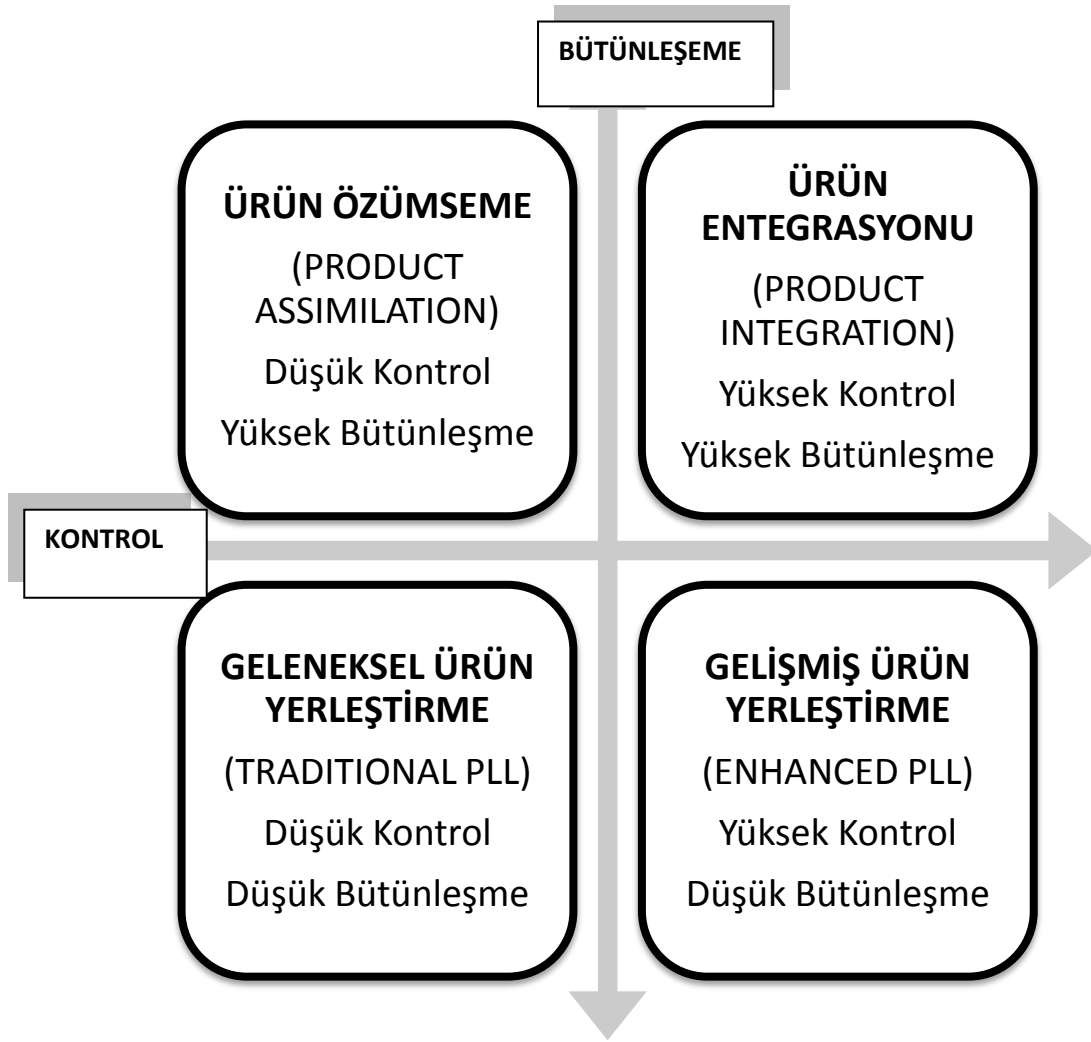 BÜTÜNLEŞEME
ÜRÜN ÖZÜMSEME
(PRODUCT
ASSIMILATION)
Düşük Kontrol
Yüksek Bütünleşme
ÜRÜN
ENTEGRASYONU
(PRODUCT
INTEGRATION)
Yüksek Kontrol
Yüksek Bütünleşme
KONTROL
GELENEKSEL ÜRÜN
YERLEŞTİRME
(TRADITIONAL PLL)
Düşük Kontrol
Düşük Bütünleşme
GELİŞMİŞ ÜRÜN
YERLEŞTİRME
(ENHANCED PLL)
Yüksek Kontrol
Düşük Bütünleşme